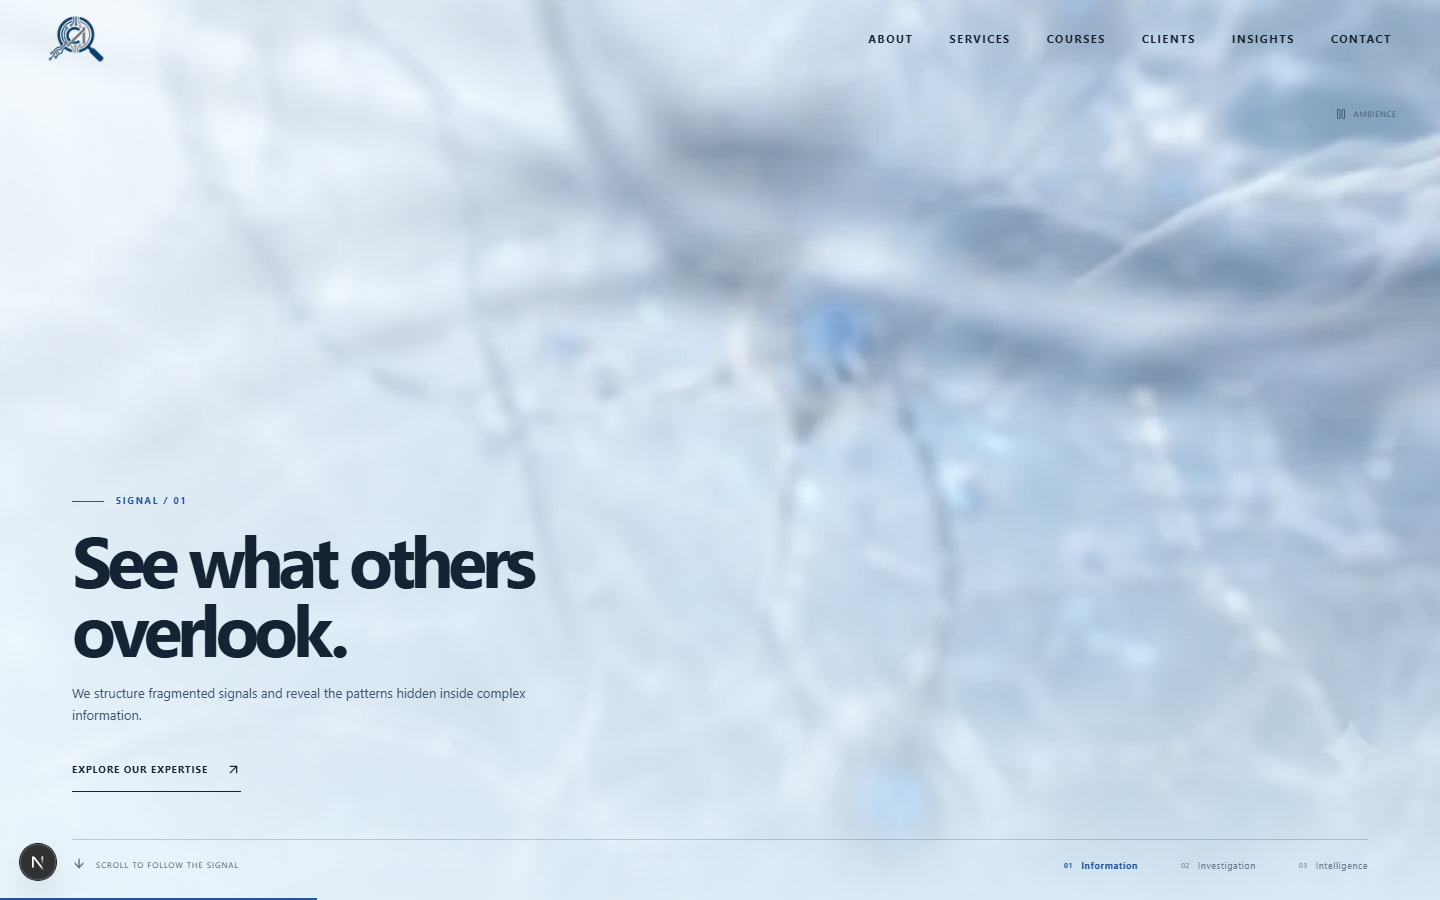 ABOUT SERVICES COURSES CLIENTS INSIGHTS CONTACT
AMBIENCE
SIGNAL / 01
See what others
overlook.
We structure fragmented signals and reveal the patterns hidden inside complex
information.
EXPLORE OUR EXPERTISE
N
SCROLL TO FOLLOW THE SIGNAL
01 Information 02 Investigation 03 Intelligence